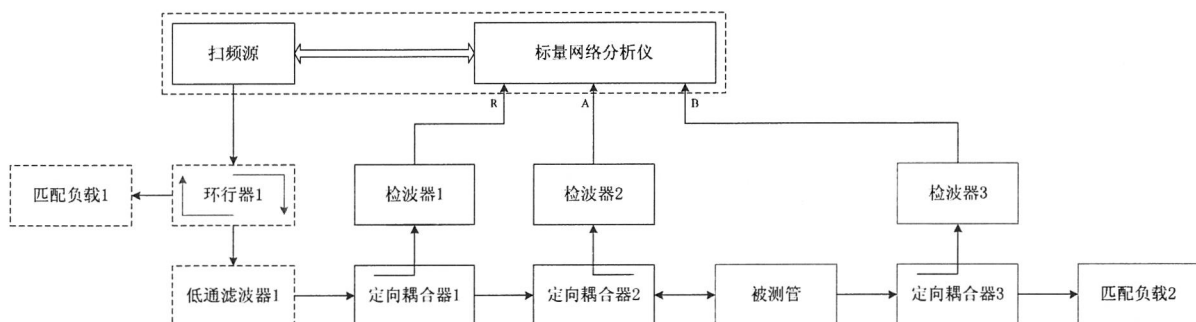 扫频源
标量网络分析仪
R
A
B
匹配负载1
环行器1
检波器1
检波器2
检波器3
低通滤波器1
定向耦合器1
定向耦合器2
被测管
定向耦合器3
匹配负载2